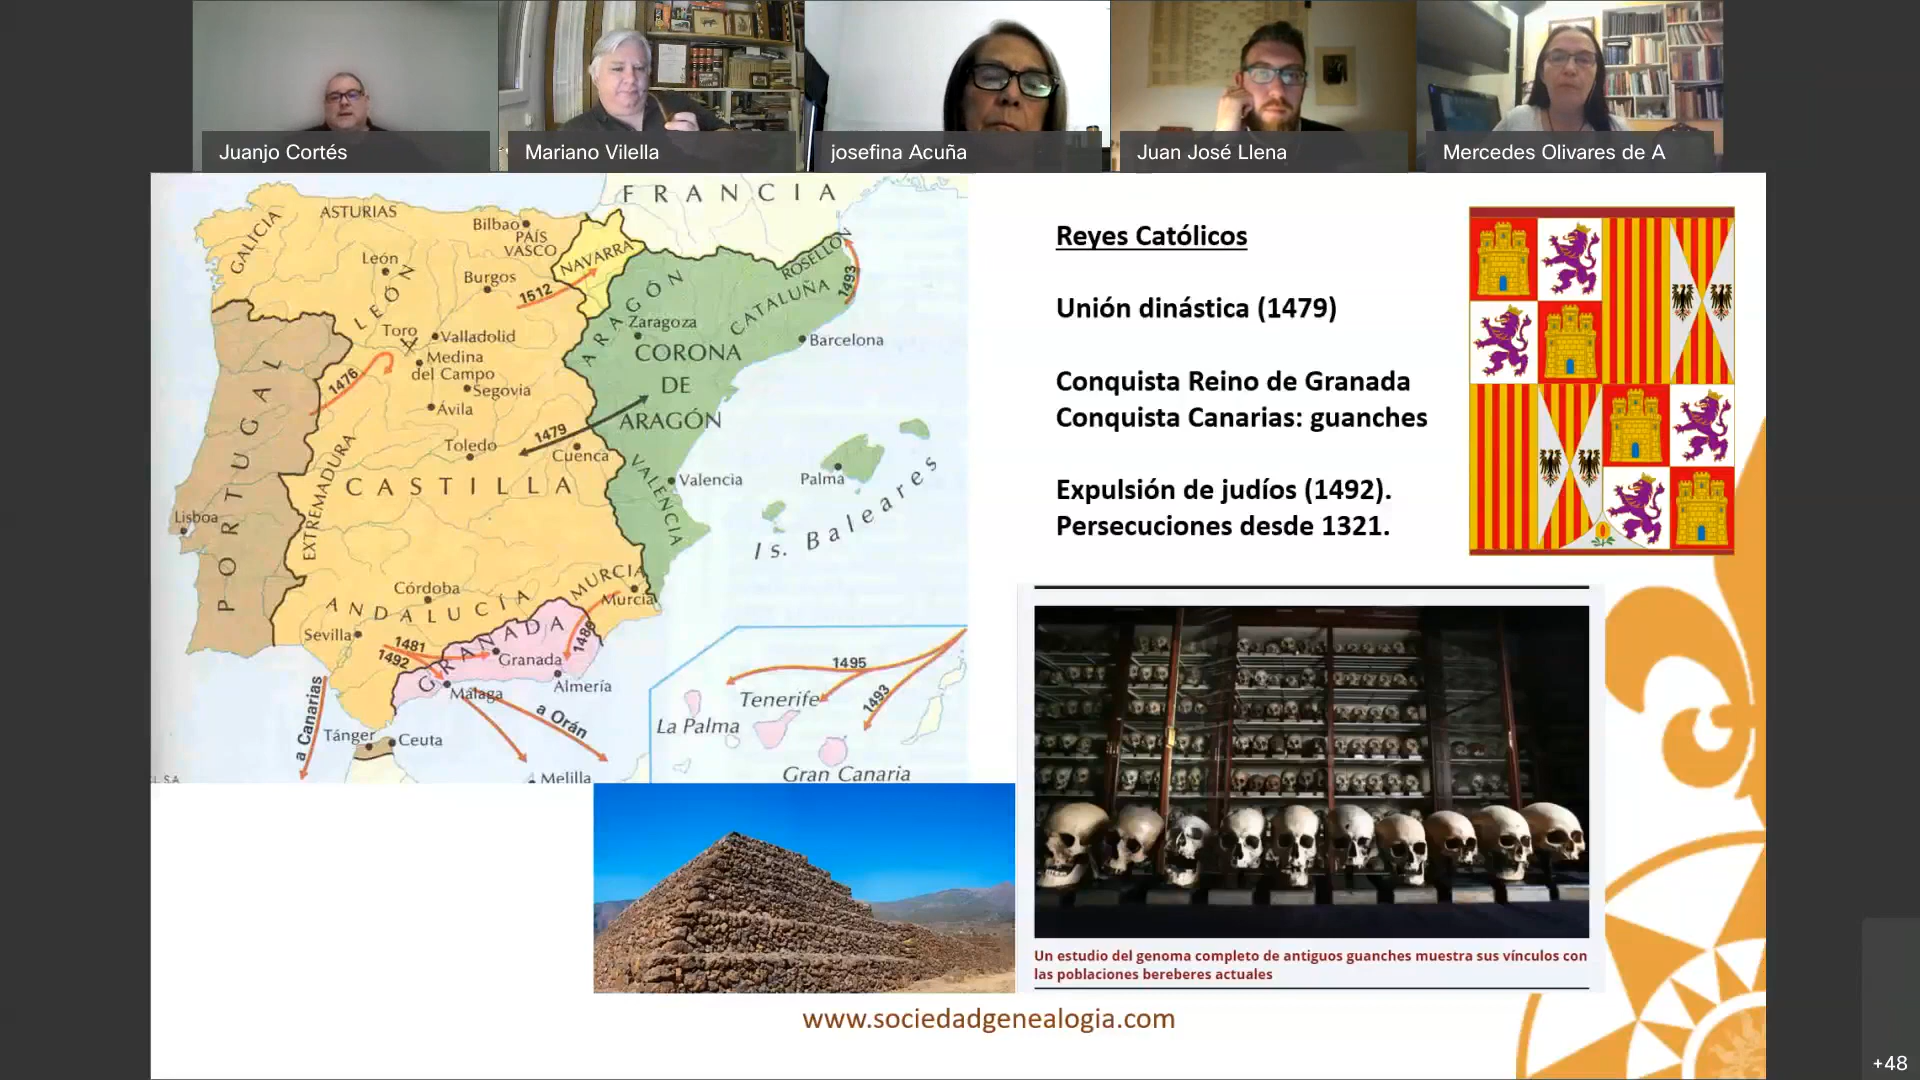 Juanjo Cortés
Mariano Vilella
josefina Acuña
Juan José Llena
Mercedes Olivares de A
FRANCIA
GALICIA
ASTURIAS
Bilbao
PAÍS
VASCO
NAVARRA
León
LEÓN
Burgos
1512
ARAGÓN
ROSELLÓN
1493
CATALUÑA
Zaragoza
Barcelona
Toro
Valladolid
Medina
del Campo
CORONA
DE
ARAGÓN
1476
Segovia
Ávila
PORTUGAL
Toledo
1479
Cuenca
EXTREMADURA
CASTILLA
VALENCIA
Valencia
Palma
Is. Baleares
Lisboa
Córdoba
MURCIA
Murcia
ANDALUCÍA
Sevilla
1481
1492
GRANADA
Granada
Málaga
Almería
a Canarias
a Orán
Tánger
Ceuta
Melilla
1495
1493
Tenerife
La Palma
Gran Canaria
Reyes Católicos
Unión dinástica (1479)
Conquista Reino de Granada
Conquista Canarias: guanches
Expulsión de judíos (1492).
Persecuciones desde 1321.
Un estudio del genoma completo de antiguos guanches muestra sus vínculos con
las poblaciones bereberes actuales
www.sociedadgenealogia.com
+48